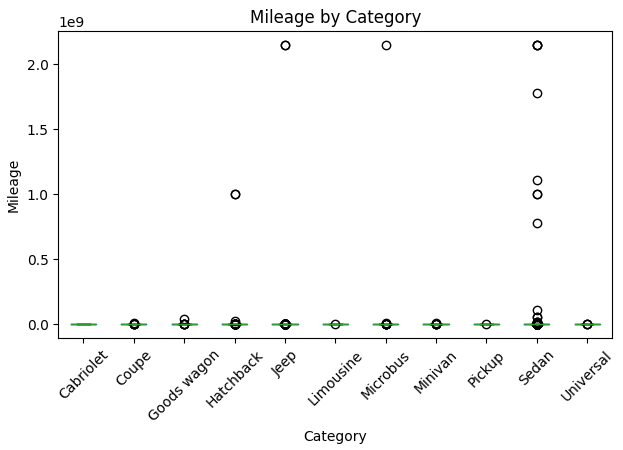 Mileage by Category
1e9
2.0
1.5
1.0
0.5
0.0
Mileage
Cabriolet
Coupe
Goods wagon
Hatchback
Jeep
Limousine
Microbus
Minivan
Pickup
Sedan
Universal
Category